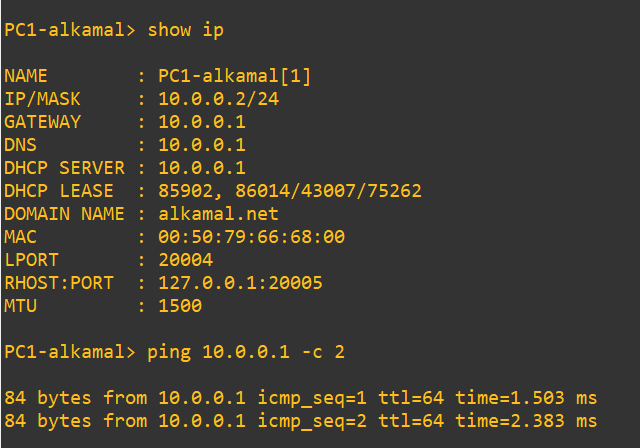 PC1-alkamal> show ip
NAME        : PC1-alkamal[1]
IP/MASK     : 10.0.0.2/24
GATEWAY     : 10.0.0.1
DNS         : 10.0.0.1
DHCP SERVER : 10.0.0.1
DHCP LEASE  : 85902, 86014/43007/75262
DOMAIN NAME : alkamal.net
MAC         : 00:50:79:66:68:00
LPORT       : 20004
RHOST:PORT  : 127.0.0.1:20005
MTU         : 1500
PC1-alkamal> ping 10.0.0.1 -c 2
84 bytes from 10.0.0.1 icmp_seq=1 ttl=64 time=1.503 ms
84 bytes from 10.0.0.1 icmp_seq=2 ttl=64 time=2.383 ms